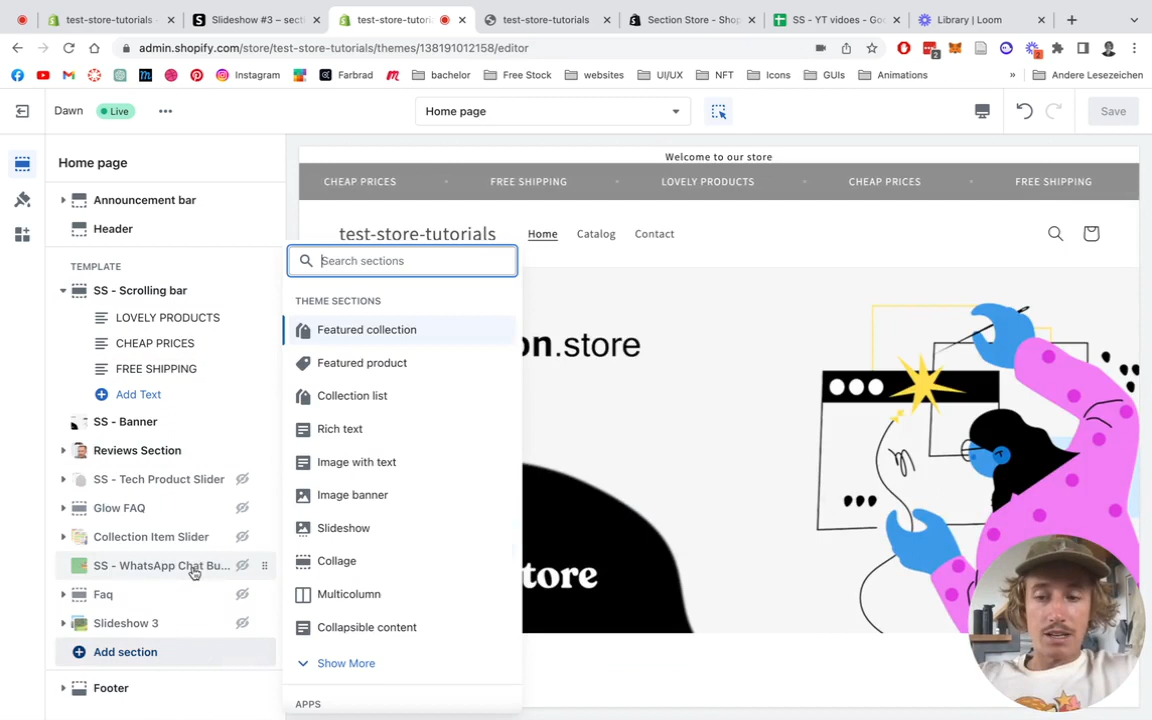 test-store-tutorials
Slideshow #3 – secti
test-store-tutori
test-store-tutorials
Section Store - Shop
SS - YT vidoes - Goo
Library | Loom
admin.shopify.com/store/test-store-tutorials/themes/138191012158/editor
2
2
Instagram
Farbrad
bachelor
Free Stock
websites
UI/UX
NFT
Icons
GUIs
Animations
»
Andere Lesezeichen
Dawn
Live
Home page
Save
Home page
Announcement bar
Header
TEMPLATE
SS - Scrolling bar
LOVELY PRODUCTS
CHEAP PRICES
FREE SHIPPING
Add Text
SS - Banner
Reviews Section
SS - Tech Product Slider
Glow FAQ
Collection Item Slider
SS - WhatsApp Chat Bu...
Faq
Slideshow 3
Add section
Footer
Search sections
THEME SECTIONS
Featured collection
Featured product
Collection list
Rich text
Image with text
Image banner
Slideshow
Collage
Multicolumn
Collapsible content
Show More
APPS
Welcome to our store
CHEAP PRICES
FREE SHIPPING
LOVELY PRODUCTS
CHEAP PRICES
FREE SHIPPING
test-store-tutorials
Home
Catalog
Contact
on.store
tore